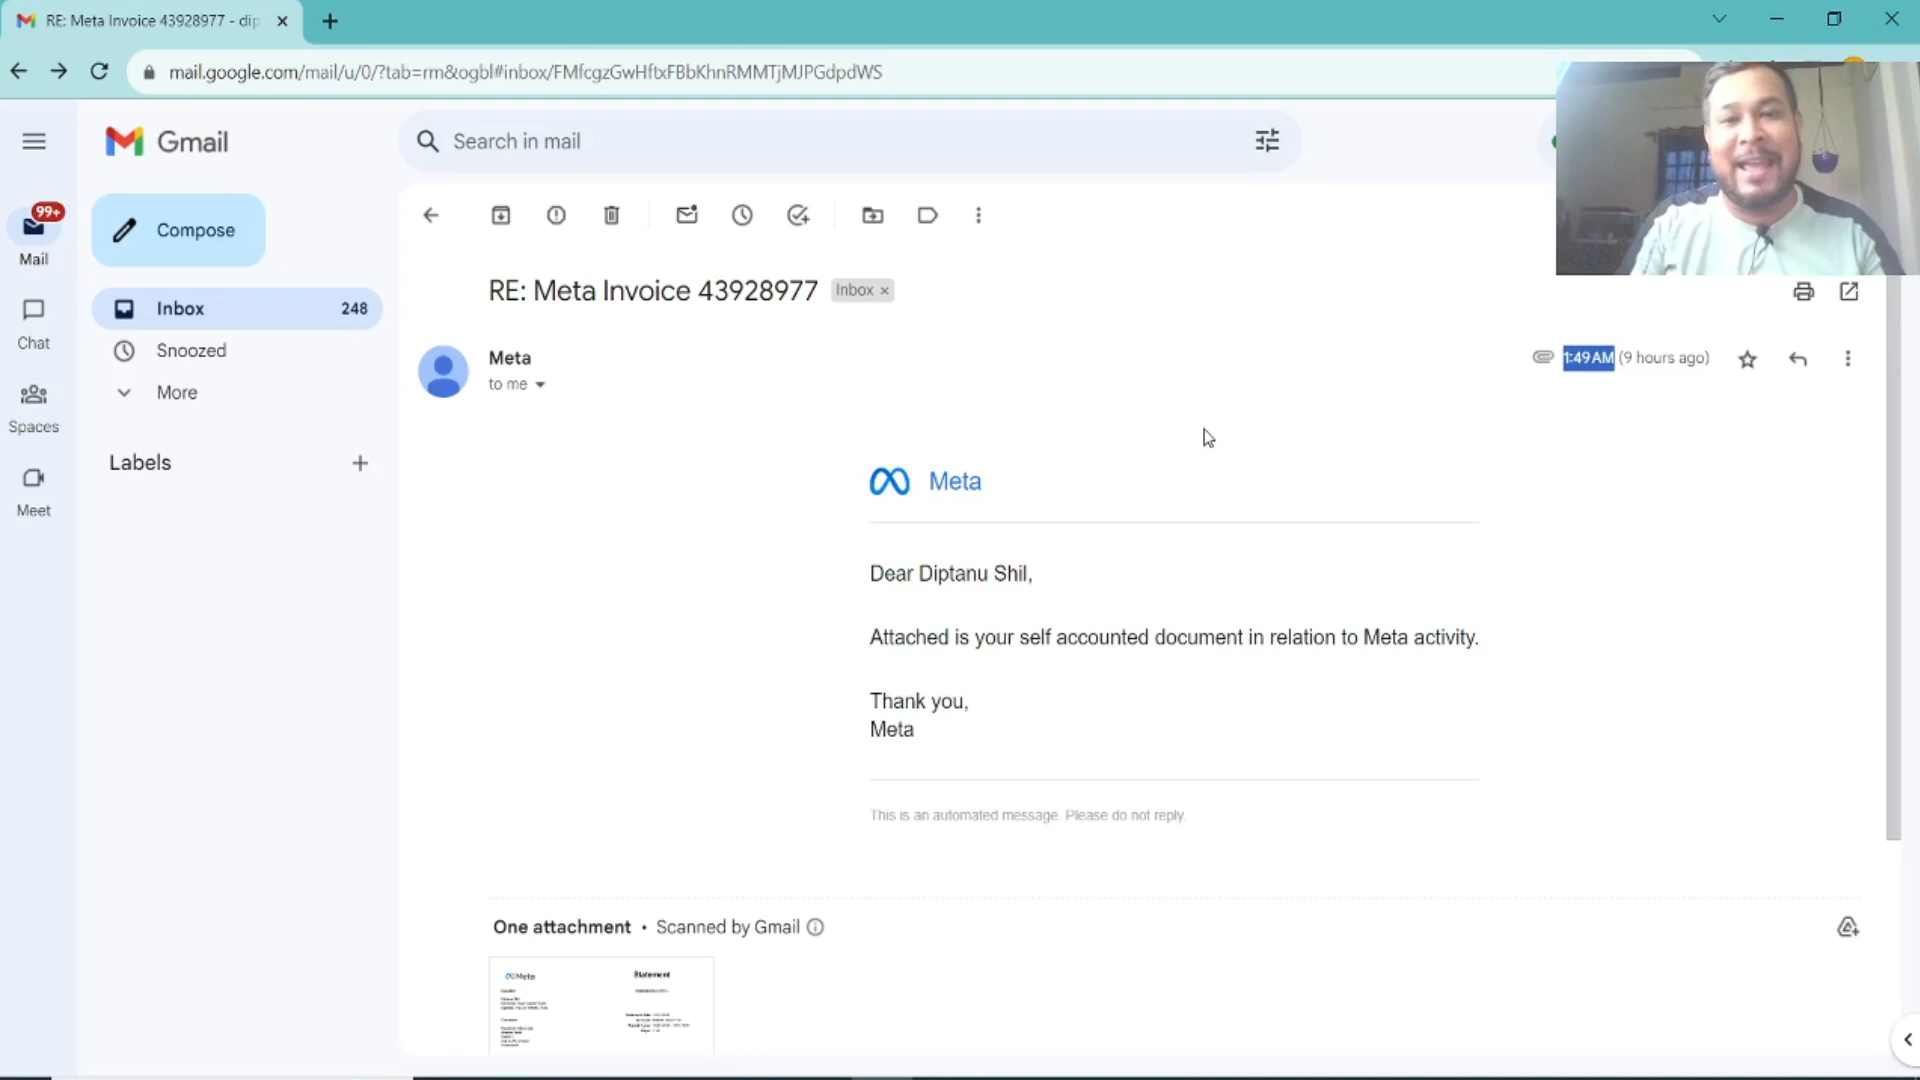 RE: Meta Invoice 43928977 - dip
mail.google.com/mail/u/0/?tab=rm&ogbl#inbox/FMfcgzGwHftxFBbKhnRMMTjMJPGdpdWS
Gmail
Search in mail
99+
Mail
Compose
Inbox 248
Snoozed
More
Chat
Spaces
Labels
Meet
RE: Meta Invoice 43928977 Inbox ×
Meta
1:49 AM (9 hours ago)
to me
Meta
Dear Diptanu Shil,
Attached is your self accounted document in relation to Meta activity.
Thank you,
Meta
This is an automated message. Please do not reply.
One attachment • Scanned by Gmail
Meta
Statement